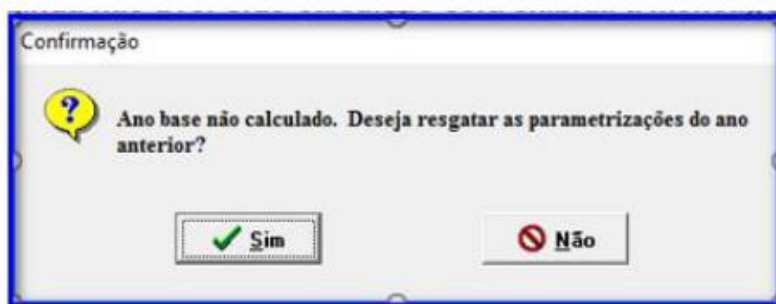 Confirmação
?
Ano base não calculado. Deseja resgatar as parametrizações do ano
anterior?
Sim
Não